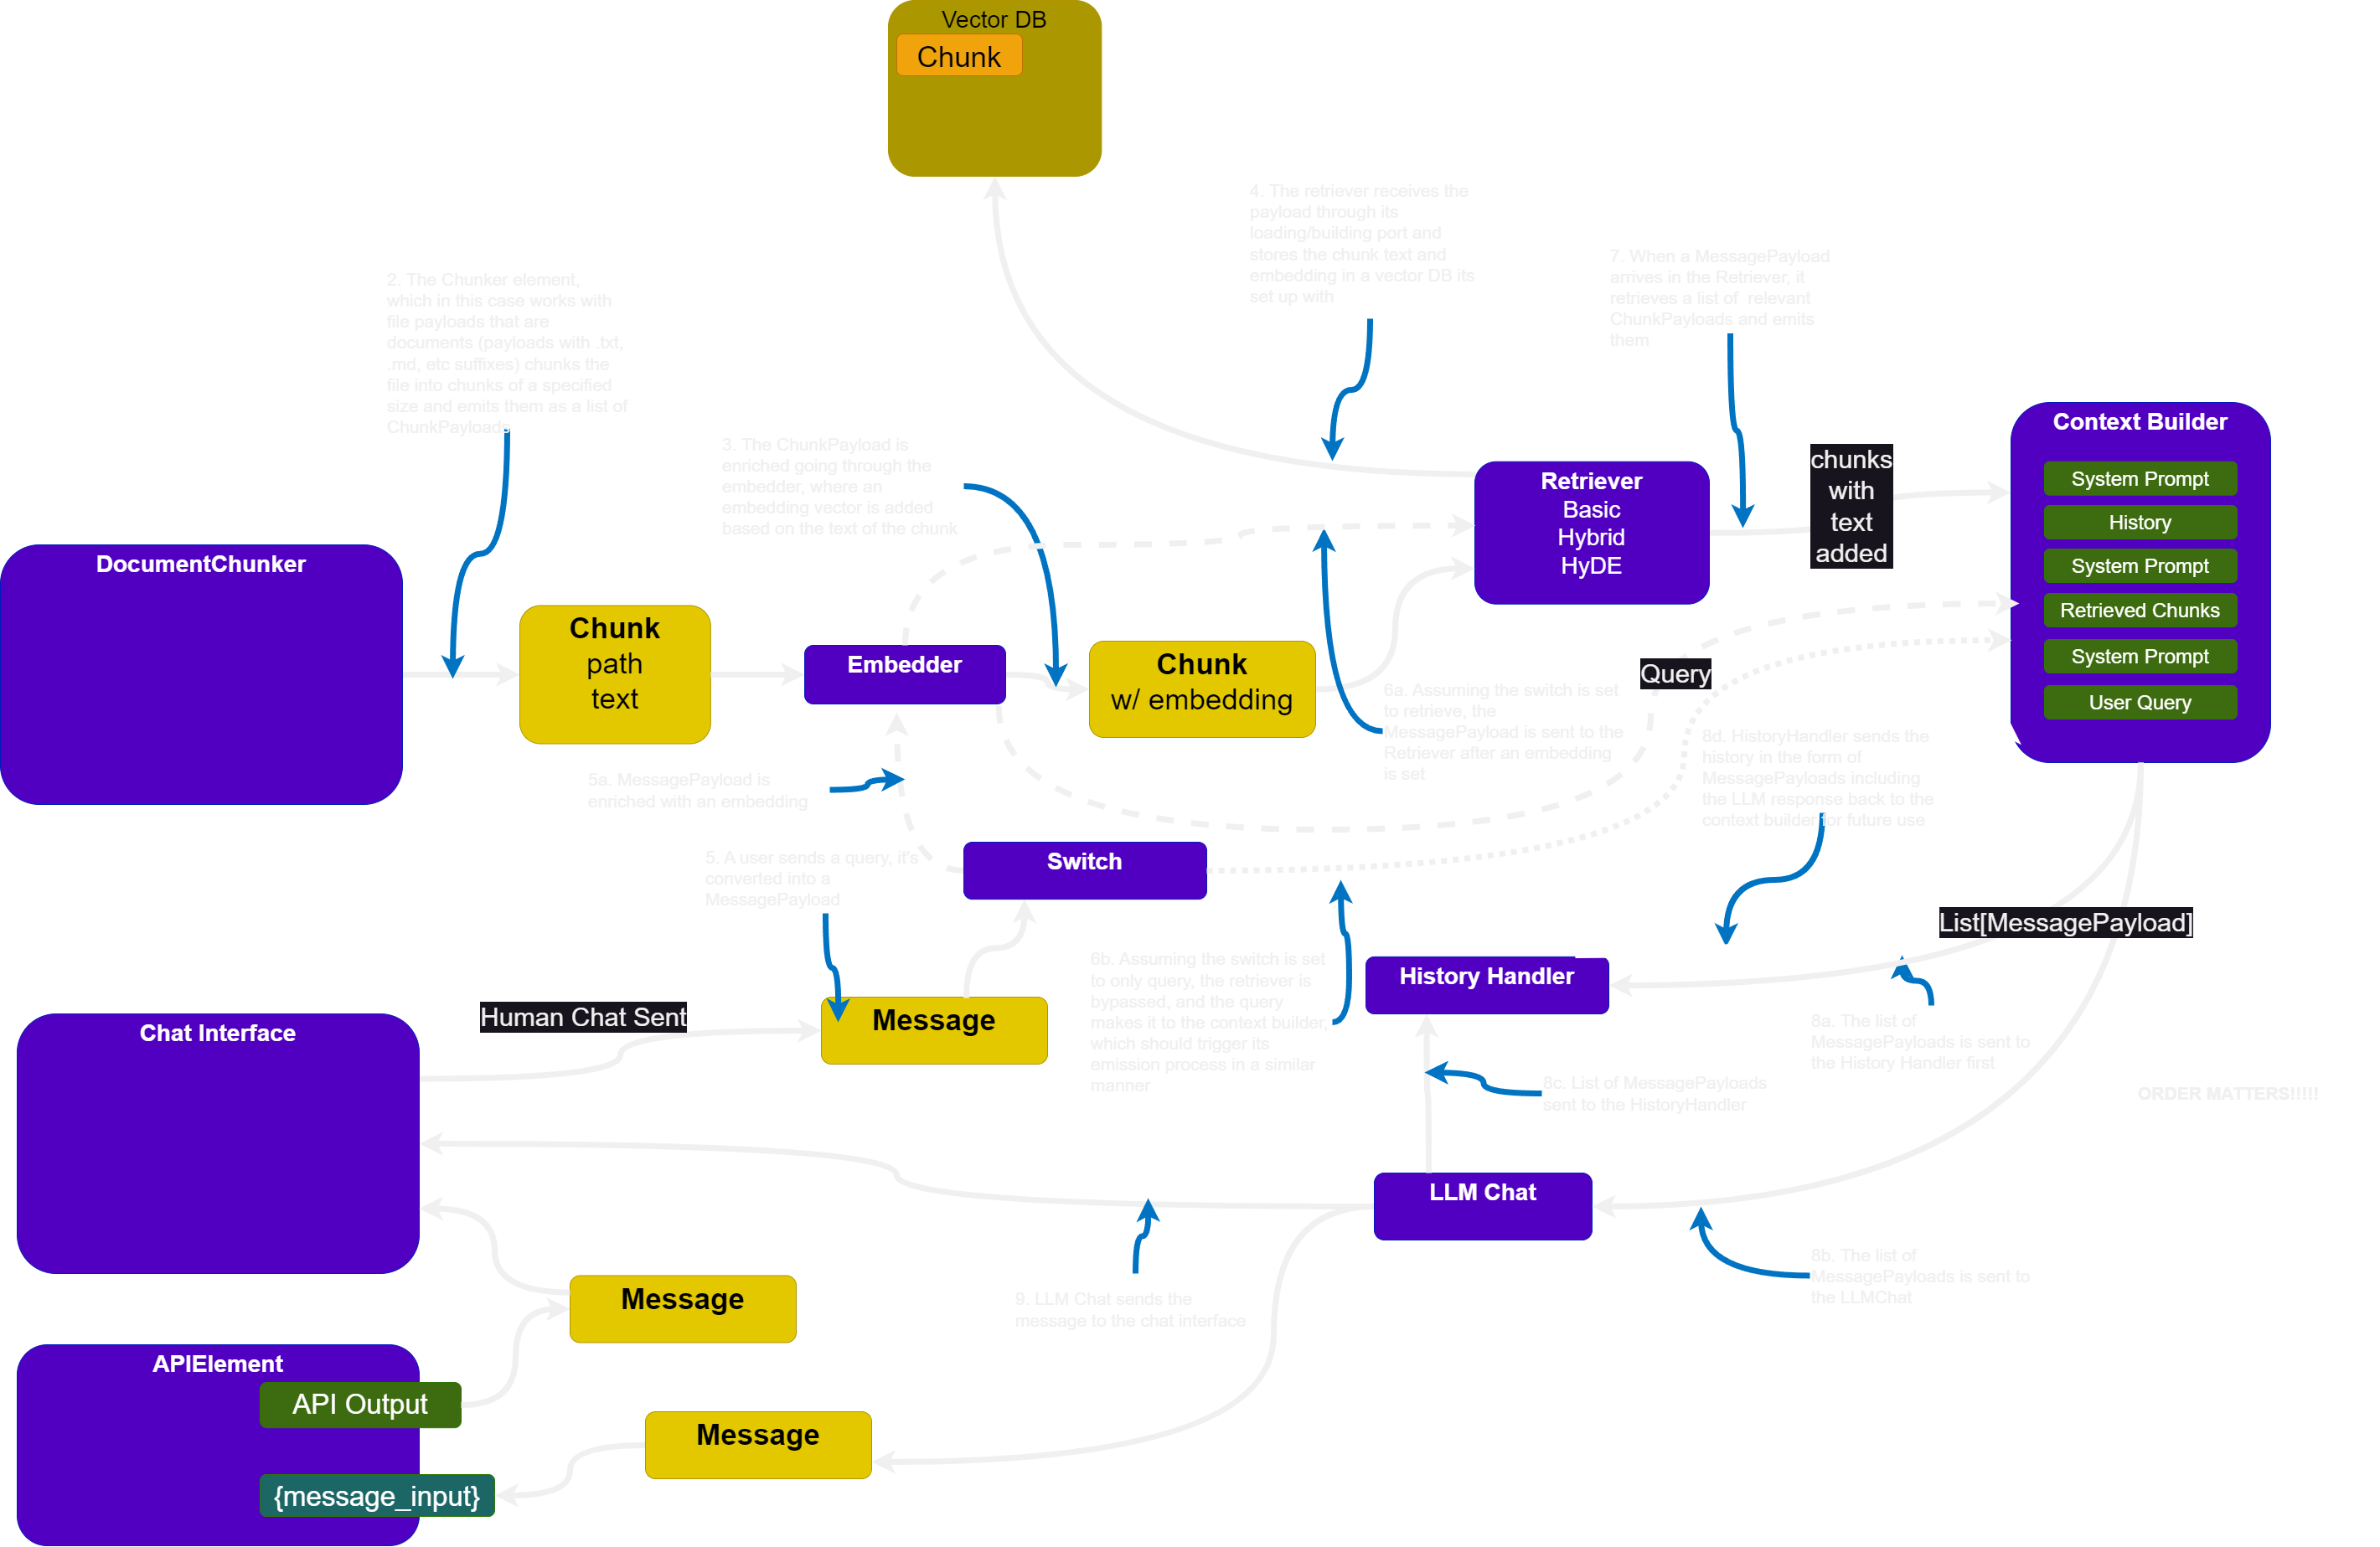 Vector DB
Chunk
4. The retriever receives the
payload through its
loading/building port and
stores the chunk text and
embedding in a vector DB its
set up with
7. When a MessagePayload
arrives in the Retriever, it
retrieves a list of  relevant
ChunkPayloads and emits
them
2. The Chunker element,
which in this case works with
file payloads that are
documents (payloads with .txt,
.md, etc suffixes) chunks the
file into chunks of a specified
size and emits them as a list of
ChunkPayloads
3. The ChunkPayload is
enriched going through the
embedder, where an
embedding vector is added
based on the text of the chunk
Retriever
Basic
Hybrid
HyDE
chunks
with
text
added
Context Builder
System Prompt
History
System Prompt
Retrieved Chunks
System Prompt
User Query
DocumentChunker
Chunk
path
text
Embedder
Chunk
w/ embedding
Query
6a. Assuming the switch is set
to retrieve, the
MessagePayload is sent to the
Retriever after an embedding
is set
8d. HistoryHandler sends the
history in the form of
MessagePayloads including
the LLM response back to the
context builder for future use
5a. MessagePayload is
enriched with an embedding
5. A user sends a query, it's
converted into a
MessagePayload
Switch
List[MessagePayload]
6b. Assuming the switch is set
to only query, the retriever is
bypassed, and the query
makes it to the context builder,
which should trigger its
emission process in a similar
manner
History Handler
Human Chat Sent
Message
Chat Interface
8a. The list of
MessagePayloads is sent to
the History Handler first
8c. List of MessagePayloads
sent to the HistoryHandler
ORDER MATTERS!!!!!
LLM Chat
8b. The list of
MessagePayloads is sent to
the LLMChat
9. LLM Chat sends the
message to the chat interface
Message
APIElement
API Output
Message
{message_input}